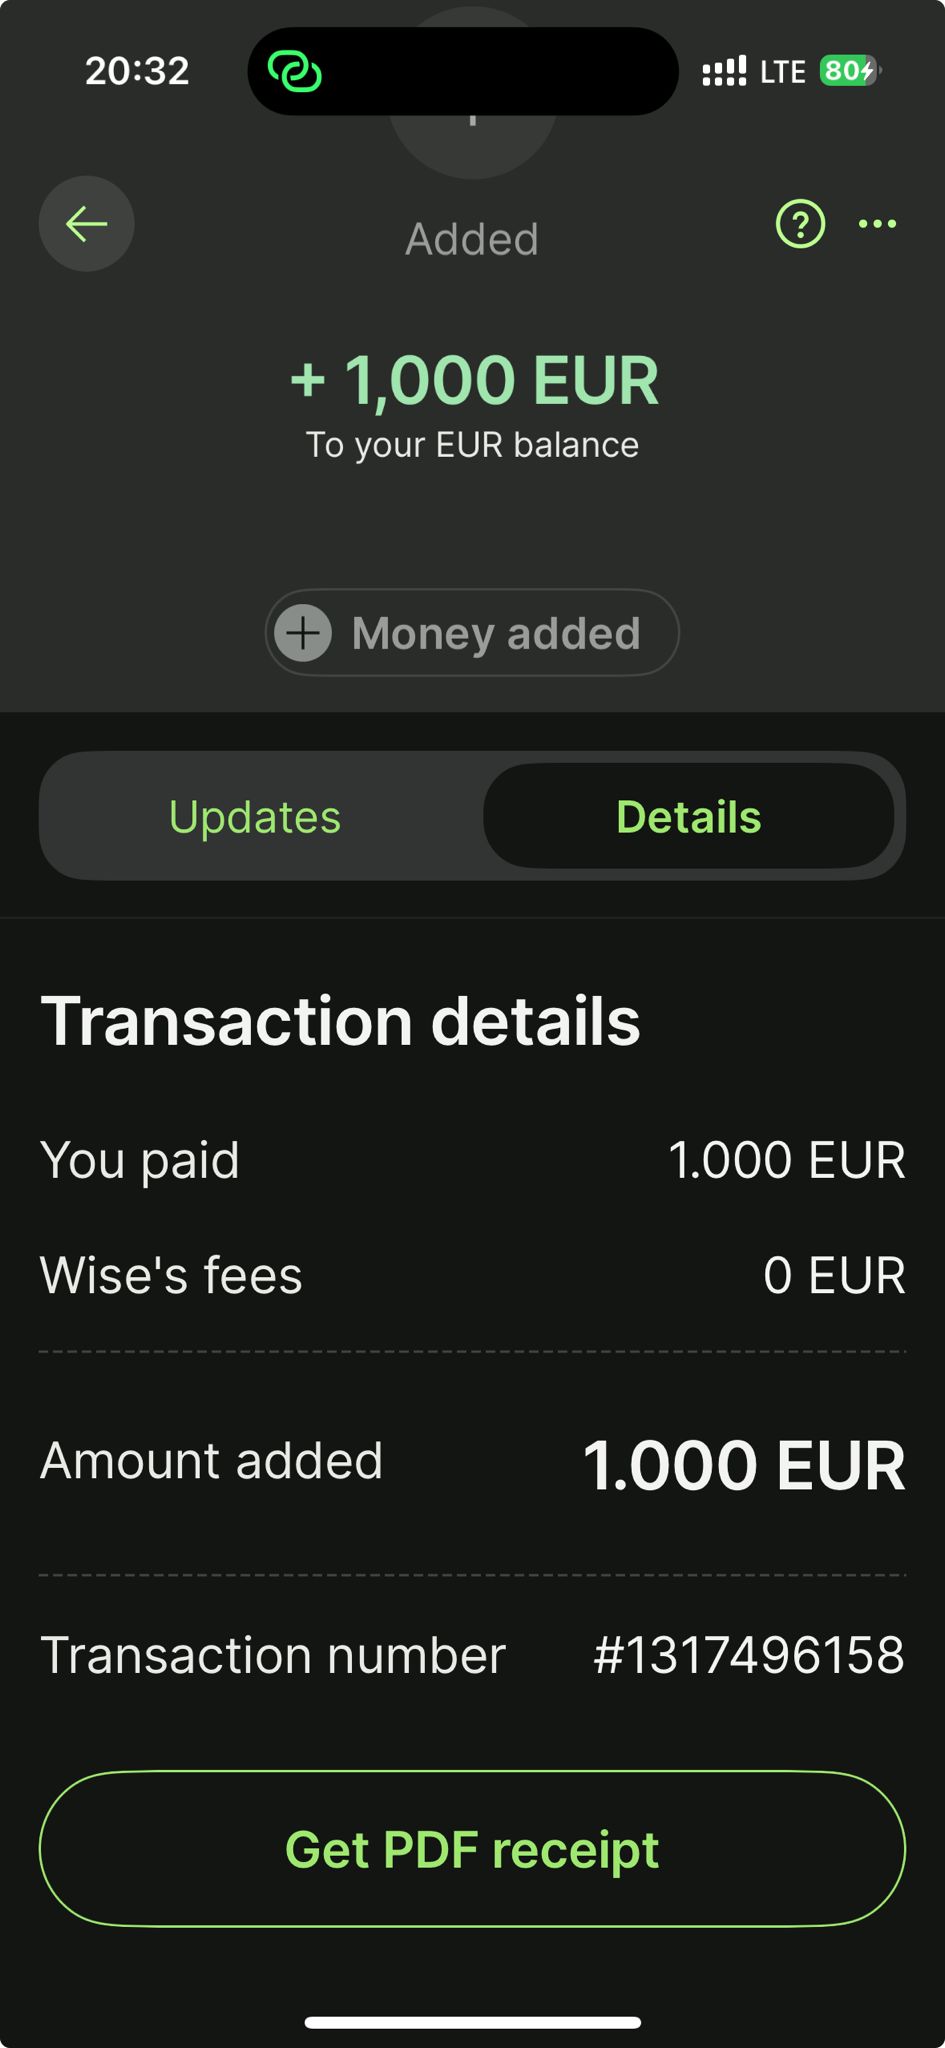 20:32
LTE
80
Added
+ 1,000 EUR
To your EUR balance
Money added
Updates
Details
Transaction details
You paid 1.000 EUR
Wise's fees 0 EUR
Amount added 1.000 EUR
Transaction number #1317496158
Get PDF receipt